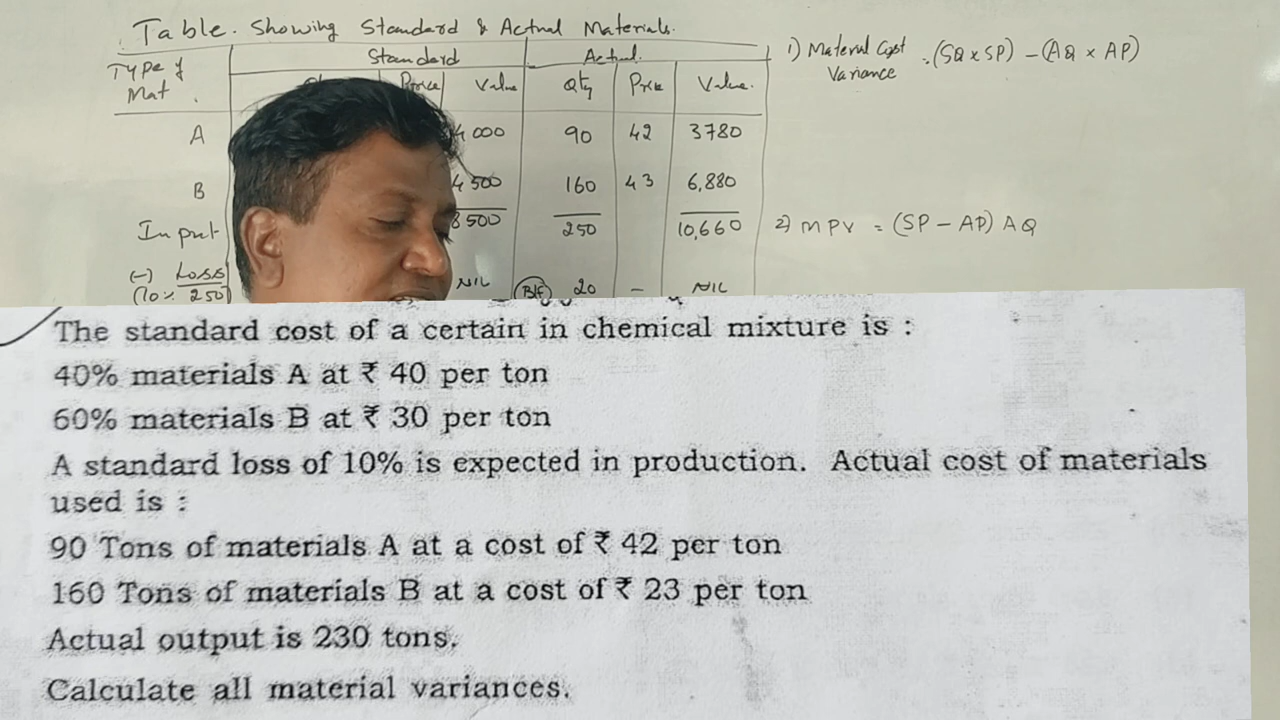 Table. Showing Standard & Actual Materials.
Type of Mat. Standard Actual.
Price Value Qty Price Value.
A 4000 90 42 3780
B 4500 160 43 6,880
Input 8500 250 10,660
(-) Loss NIL B/F 20 - NIL
(10% 250)
1) Material Cost Variance = (SQ x SP) - (AQ x AP)
2) MPV = (SP - AP) AQ
The standard cost of a certain in chemical mixture is :
40% materials A at ₹ 40 per ton
60% materials B at ₹ 30 per ton
A standard loss of 10% is expected in production. Actual cost of materials
used is :
90 Tons of materials A at a cost of ₹ 42 per ton
160 Tons of materials B at a cost of ₹ 23 per ton
Actual output is 230 tons.
Calculate all material variances.